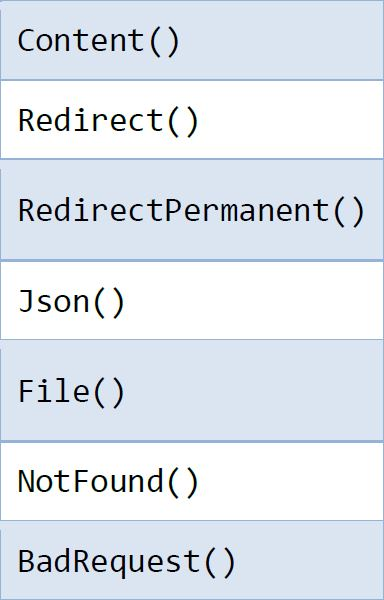 Content()
Redirect()
RedirectPermanent()
Json()
File()
NotFound()
BadRequest()